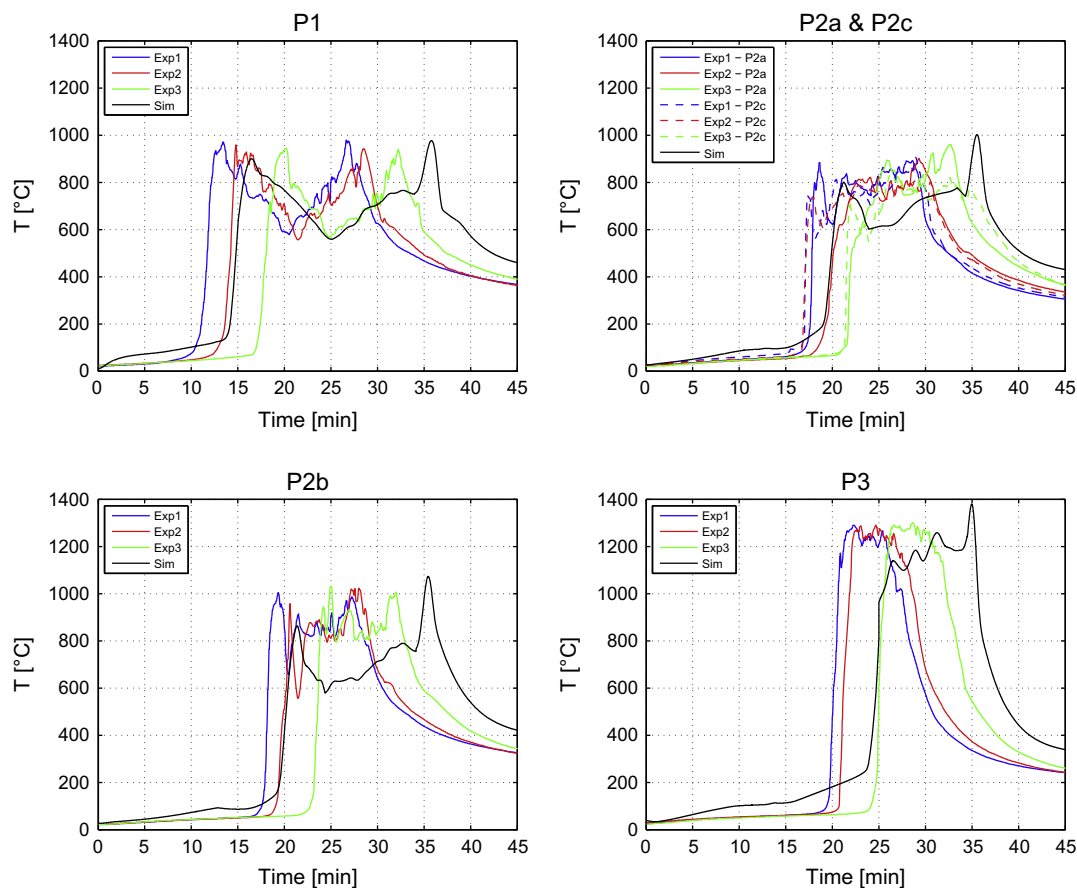 P1
1400
1200
1000
800
600
400
200
0
T [°C]
Exp1
Exp2
Exp3
Sim
0 5 10 15 20 25 30 35 40 45
Time [min]
P2a & P2c
1400
1200
1000
800
600
400
200
0
T [°C]
Exp1 – P2a
Exp2 – P2a
Exp3 – P2a
Exp1 – P2c
Exp2 – P2c
Exp3 – P2c
Sim
0 5 10 15 20 25 30 35 40 45
Time [min]
P2b
1400
1200
1000
800
600
400
200
0
T [°C]
Exp1
Exp2
Exp3
Sim
0 5 10 15 20 25 30 35 40 45
Time [min]
P3
1400
1200
1000
800
600
400
200
0
T [°C]
Exp1
Exp2
Exp3
Sim
0 5 10 15 20 25 30 35 40 45
Time [min]